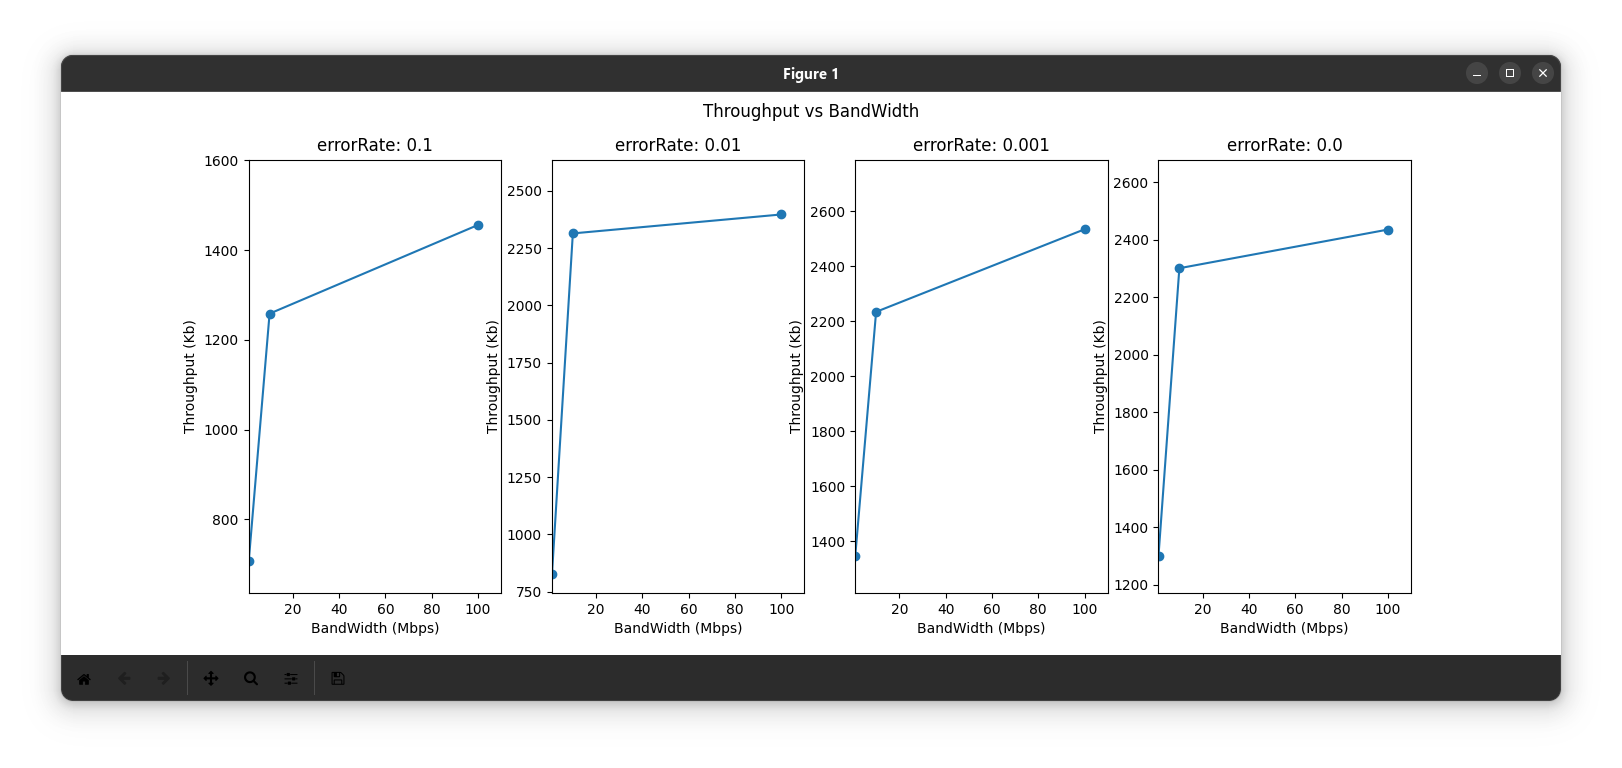 Figure 1
Throughput vs BandWidth
errorRate: 0.1
1600
1400
1200
1000
800
Throughput (Kb)
20 40 60 80 100
BandWidth (Mbps)
errorRate: 0.01
2500
2250
2000
1750
1500
1250
1000
750
Throughput (Kb)
20 40 60 80 100
BandWidth (Mbps)
errorRate: 0.001
2600
2400
2200
2000
1800
1600
1400
Throughput (Kb)
20 40 60 80 100
BandWidth (Mbps)
errorRate: 0.0
2600
2400
2200
2000
1800
1600
1400
1200
Throughput (Kb)
20 40 60 80 100
BandWidth (Mbps)